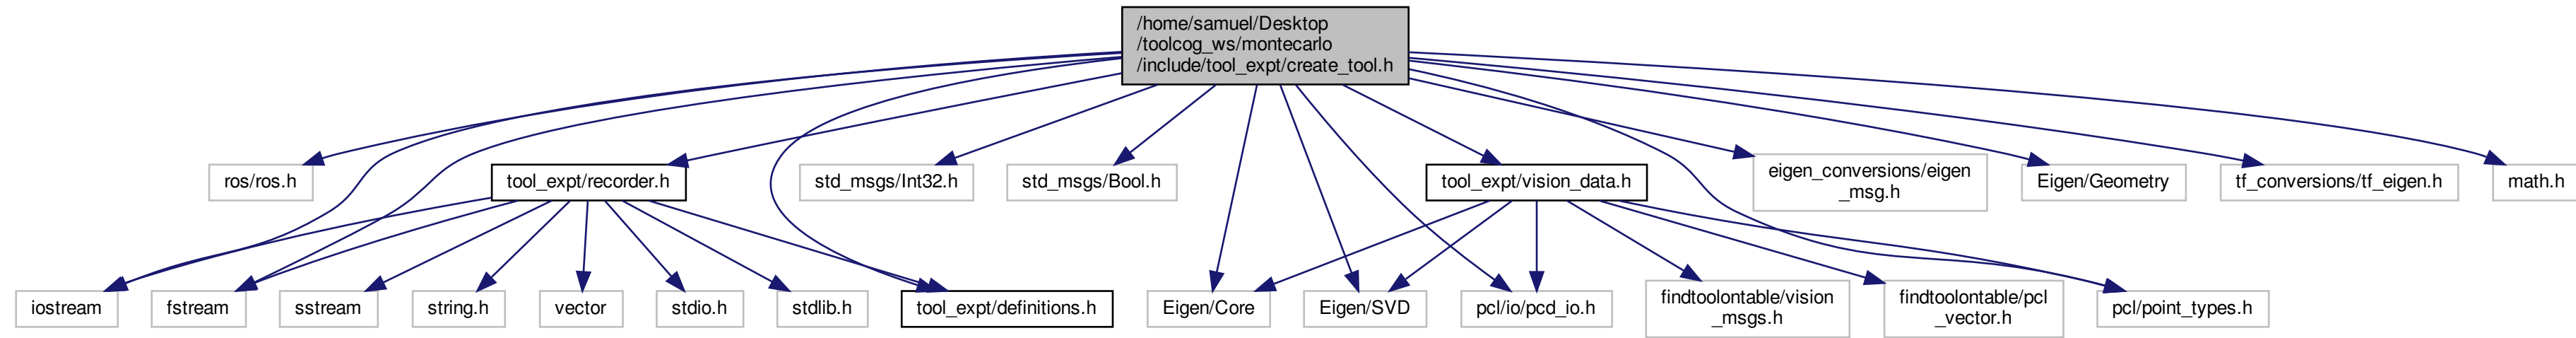 /home/samuel/Desktop
/toolcog_ws/montecarlo
/include/tool_expt/create_tool.h
ros/ros.h
tool_expt/recorder.h
std_msgs/Int32.h
std_msgs/Bool.h
tool_expt/vision_data.h
eigen_conversions/eigen
_msg.h
Eigen/Geometry
tf_conversions/tf_eigen.h
math.h
iostream
fstream
sstream
string.h
vector
stdio.h
stdlib.h
tool_expt/definitions.h
Eigen/Core
Eigen/SVD
pcl/io/pcd_io.h
findtoolontable/vision
_msgs.h
findtoolontable/pcl
_vector.h
pcl/point_types.h